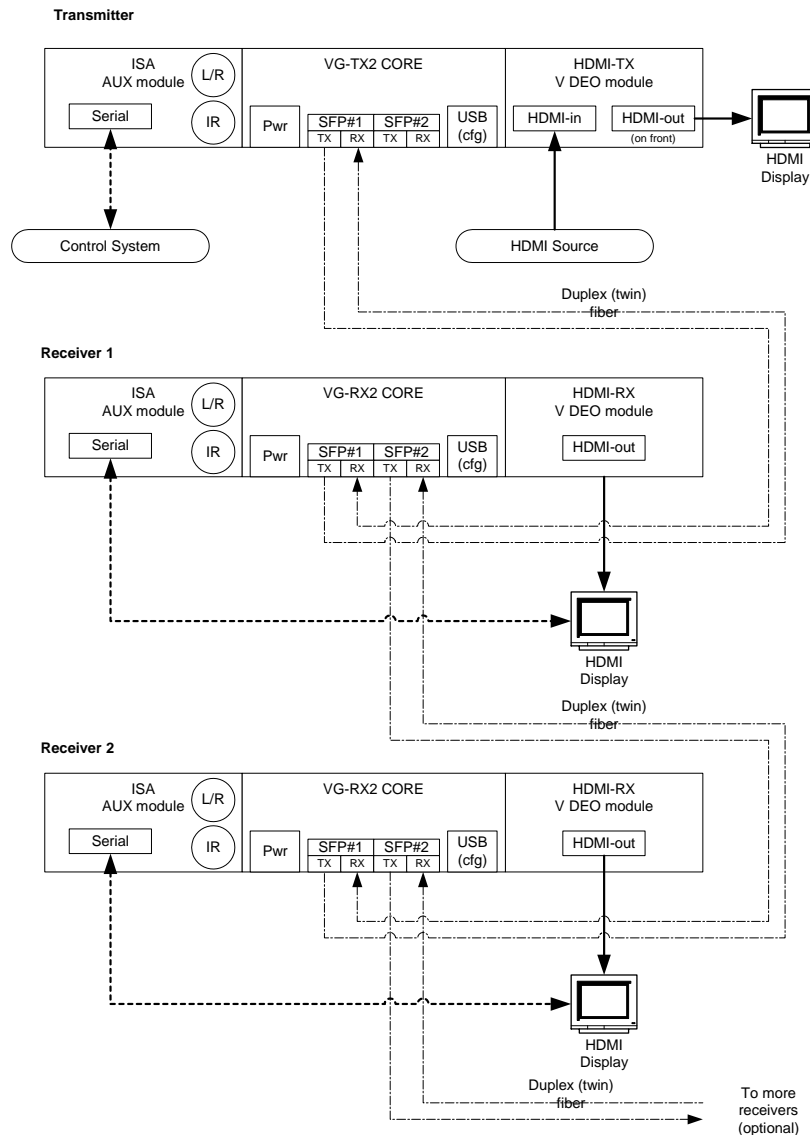 Transmitter
ISA
AUX module
L/R
VG-TX2 CORE
HDMI-TX
V DEO module
Serial
IR
Pwr
SFP#1
SFP#2
TX
RX
TX
RX
USB
(cfg)
HDMI-in
HDMI-out
(on front)
HDMI
Display
Control System
HDMI Source
Duplex (twin)
fiber
Receiver 1
ISA
AUX module
L/R
VG-RX2 CORE
HDMI-RX
V DEO module
Serial
IR
Pwr
SFP#1
SFP#2
TX
RX
TX
RX
USB
(cfg)
HDMI-out
HDMI
Display
Duplex (twin)
fiber
Receiver 2
ISA
AUX module
L/R
VG-RX2 CORE
HDMI-RX
V DEO module
Serial
IR
Pwr
SFP#1
SFP#2
TX
RX
TX
RX
USB
(cfg)
HDMI-out
HDMI
Display
Duplex (twin)
fiber
To more
receivers
(optional)